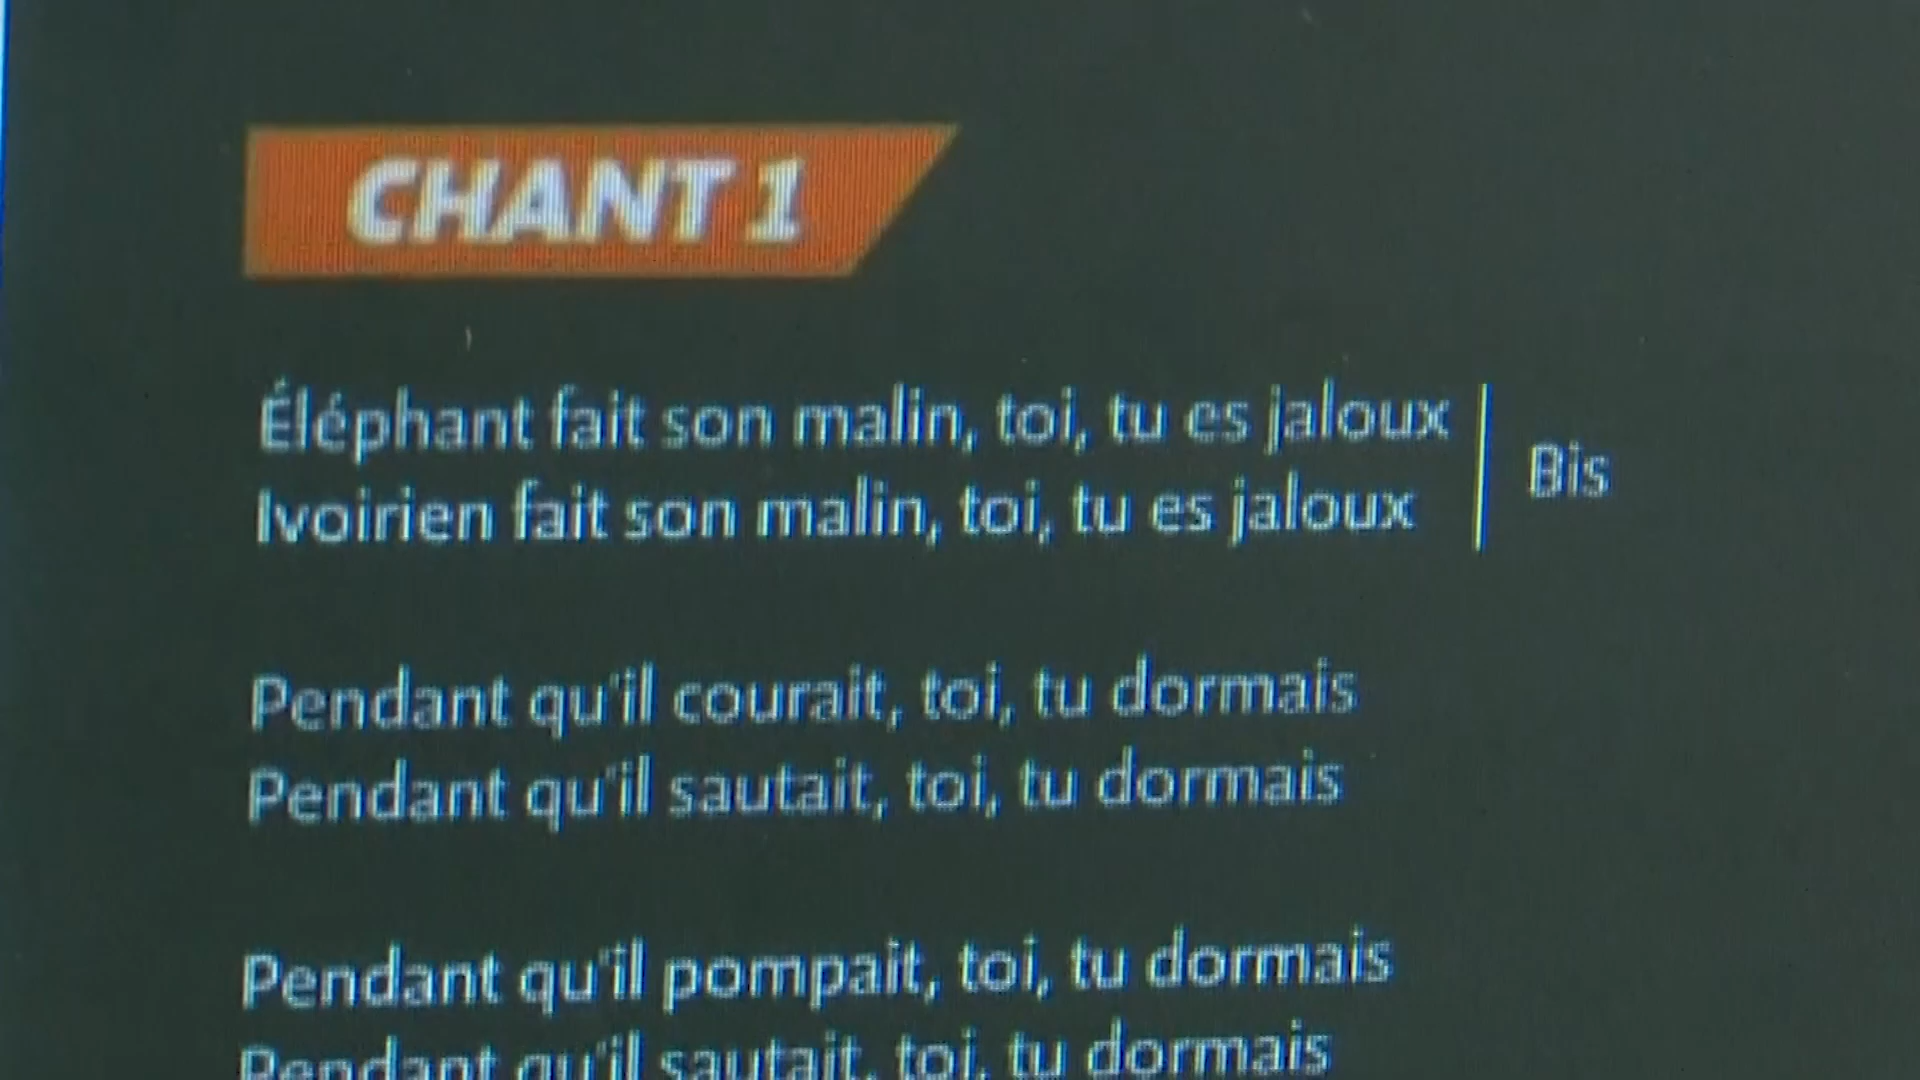 CHANT 1
Éléphant fait son malin, toi, tu es jaloux
Ivoirien fait son malin, toi, tu es jaloux
Bis
Pendant qu'il courait, toi, tu dormais
Pendant qu'il sautait, toi, tu dormais
Pendant qu'il pompait, toi, tu dormais
Pendant qu'il sautait, toi, tu dormais